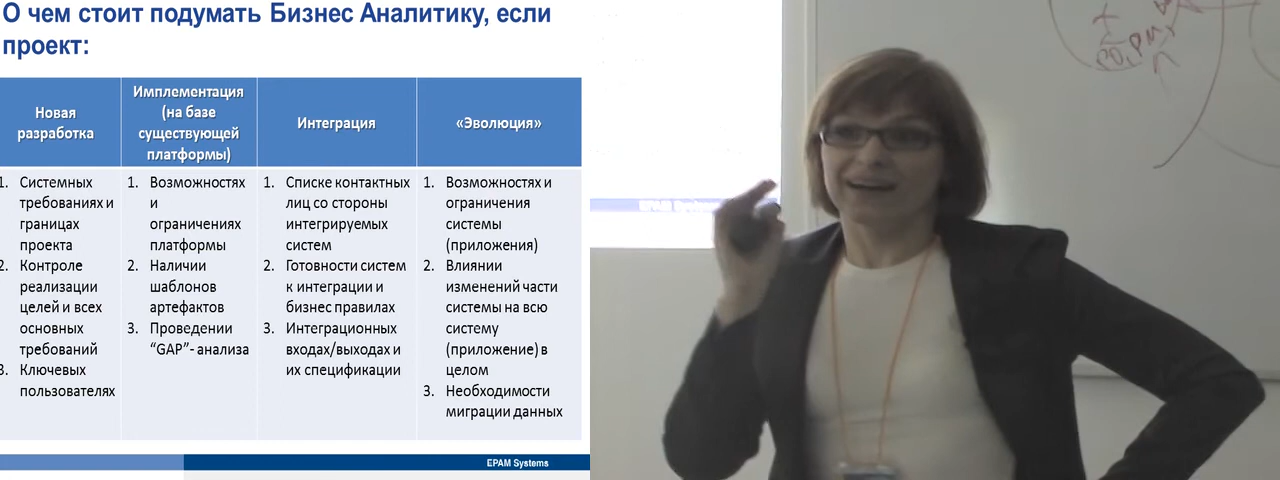 О чем стоит подумать Бизнес Аналитику, если
проект:
Новая
разработка
Имплементация
(на базе
существующей
платформы)
Интеграция
«Эволюция»
1. Системных
требованиях и
границах
проекта
2. Контроле
реализации
целей и всех
основных
требований
3. Ключевых
пользователях
1. Возможностях
и
ограничениях
платформы
2. Наличии
шаблонов
артефактов
3. Проведении
“GAP”- анализа
1. Списке контактных
лиц со стороны
интегрируемых
систем
2. Готовности систем
к интеграции и
бизнес правилах
3. Интеграционных
входах/выходах и
их спецификации
1. Возможностях и
ограничения
системы
(приложения)
2. Влиянии
изменений части
системы на всю
систему
(приложение) в
целом
3. Необходимости
миграции данных
EPAM Systems